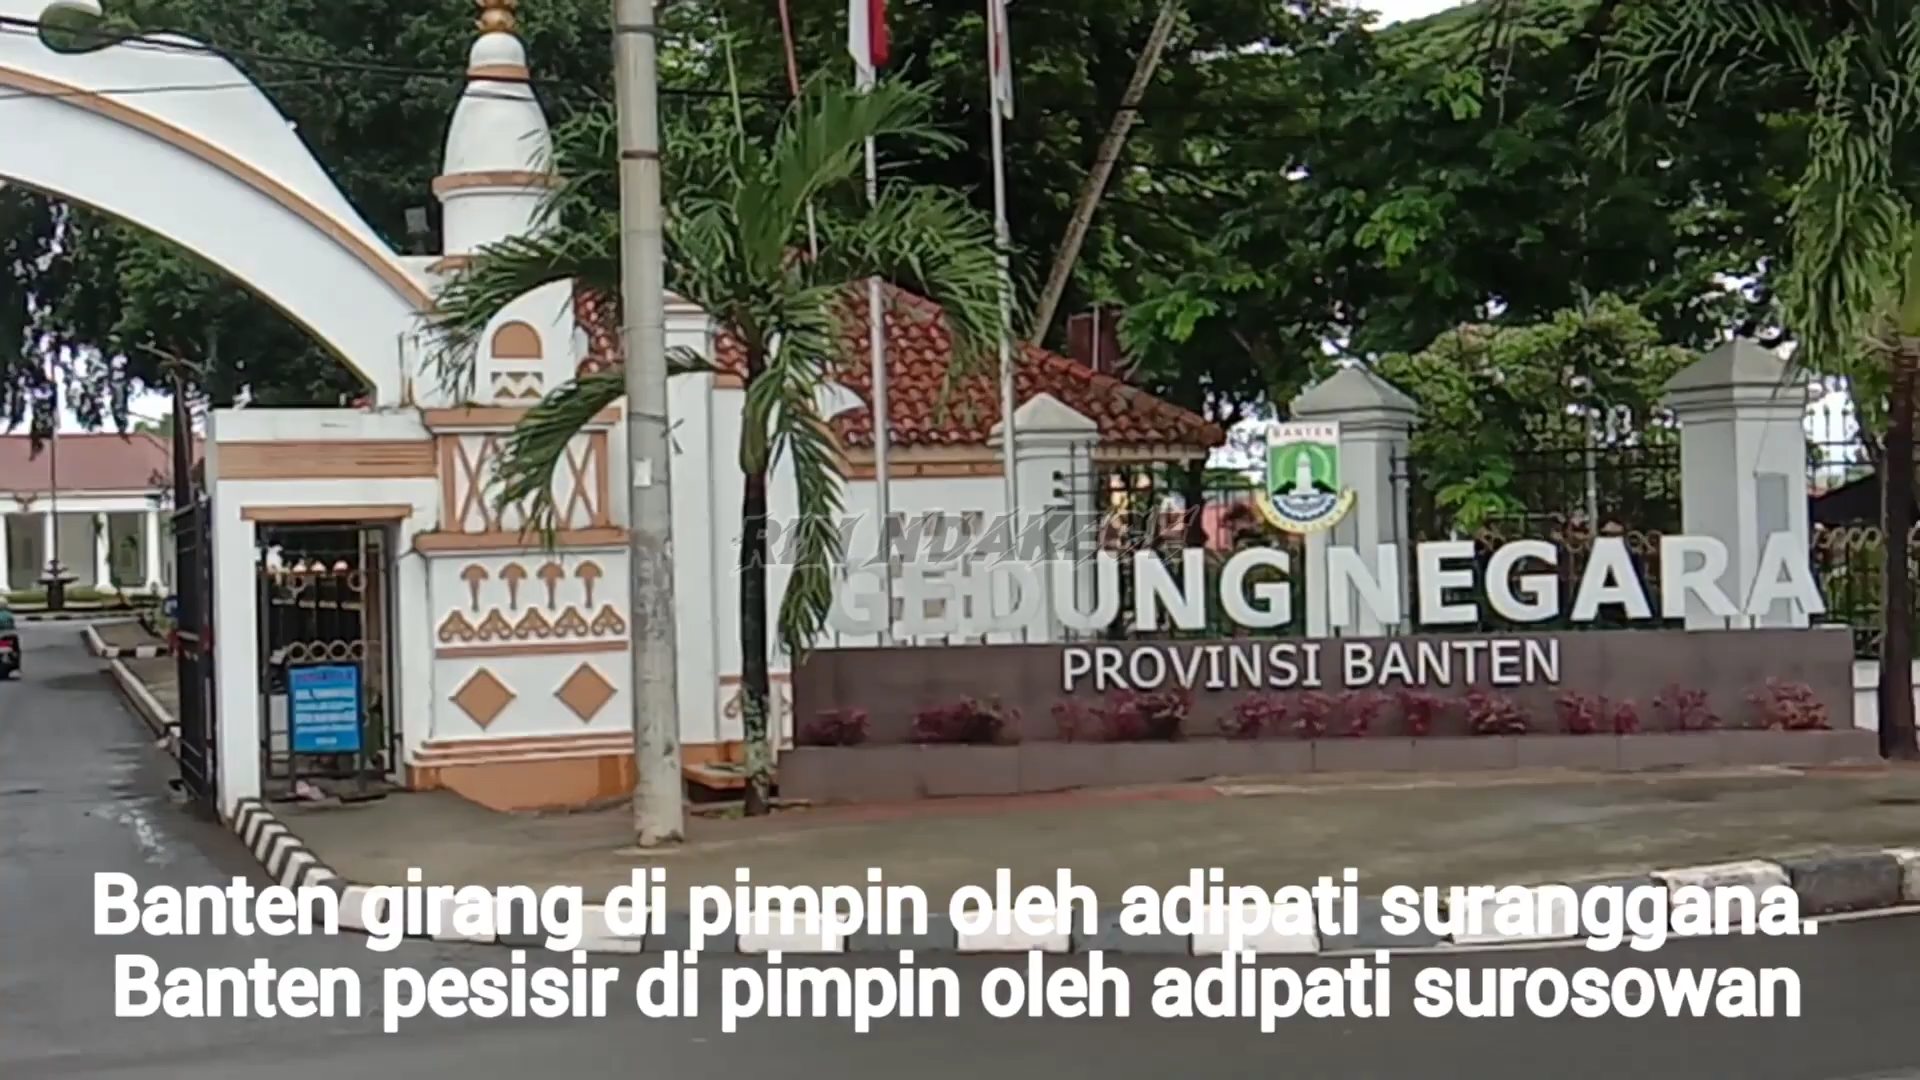 BANTEN
GEDUNG NEGARA
PROVINSI BANTEN
Banten girang di pimpin oleh adipati suranggana.
Banten pesisir di pimpin oleh adipati surosowan